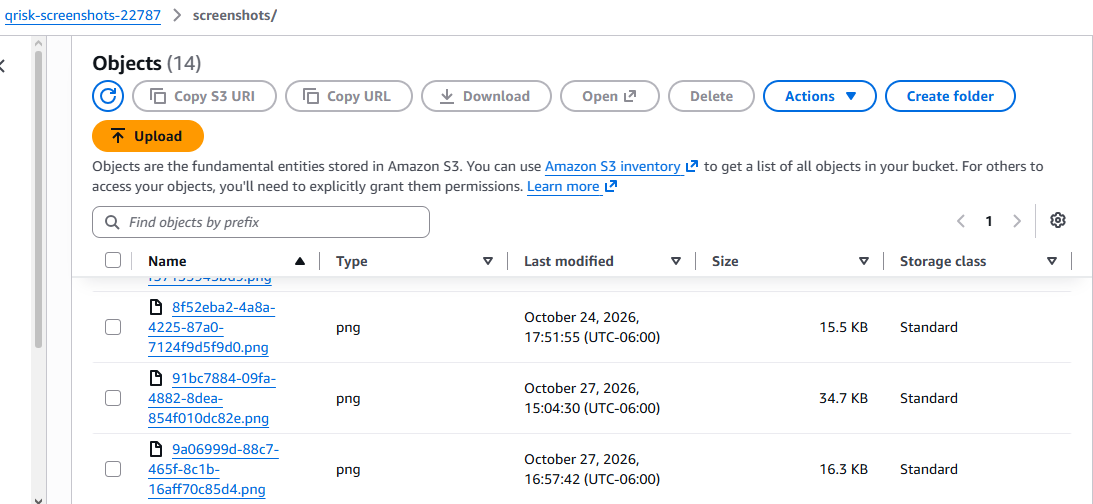 qrisk-screenshots-22787 > screenshots/
Objects (14)
Copy S3 URI
Copy URL
Download
Open
Delete
Actions
Create folder
Upload
Objects are the fundamental entities stored in Amazon S3. You can use Amazon S3 inventory to get a list of all objects in your bucket. For others to
access your objects, you'll need to explicitly grant them permissions. Learn more
Find objects by prefix
1
Name
Type
Last modified
Size
Storage class
8f52eba2-4a8a-
4225-87a0-
7124f9d5f9d0.png
png
October 24, 2026,
17:51:55 (UTC-06:00)
15.5 KB
Standard
91bc7884-09fa-
4882-8dea-
854f010dc82e.png
png
October 27, 2026,
15:04:30 (UTC-06:00)
34.7 KB
Standard
9a06999d-88c7-
465f-8c1b-
16aff70c85d4.png
png
October 27, 2026,
16:57:42 (UTC-06:00)
16.3 KB
Standard